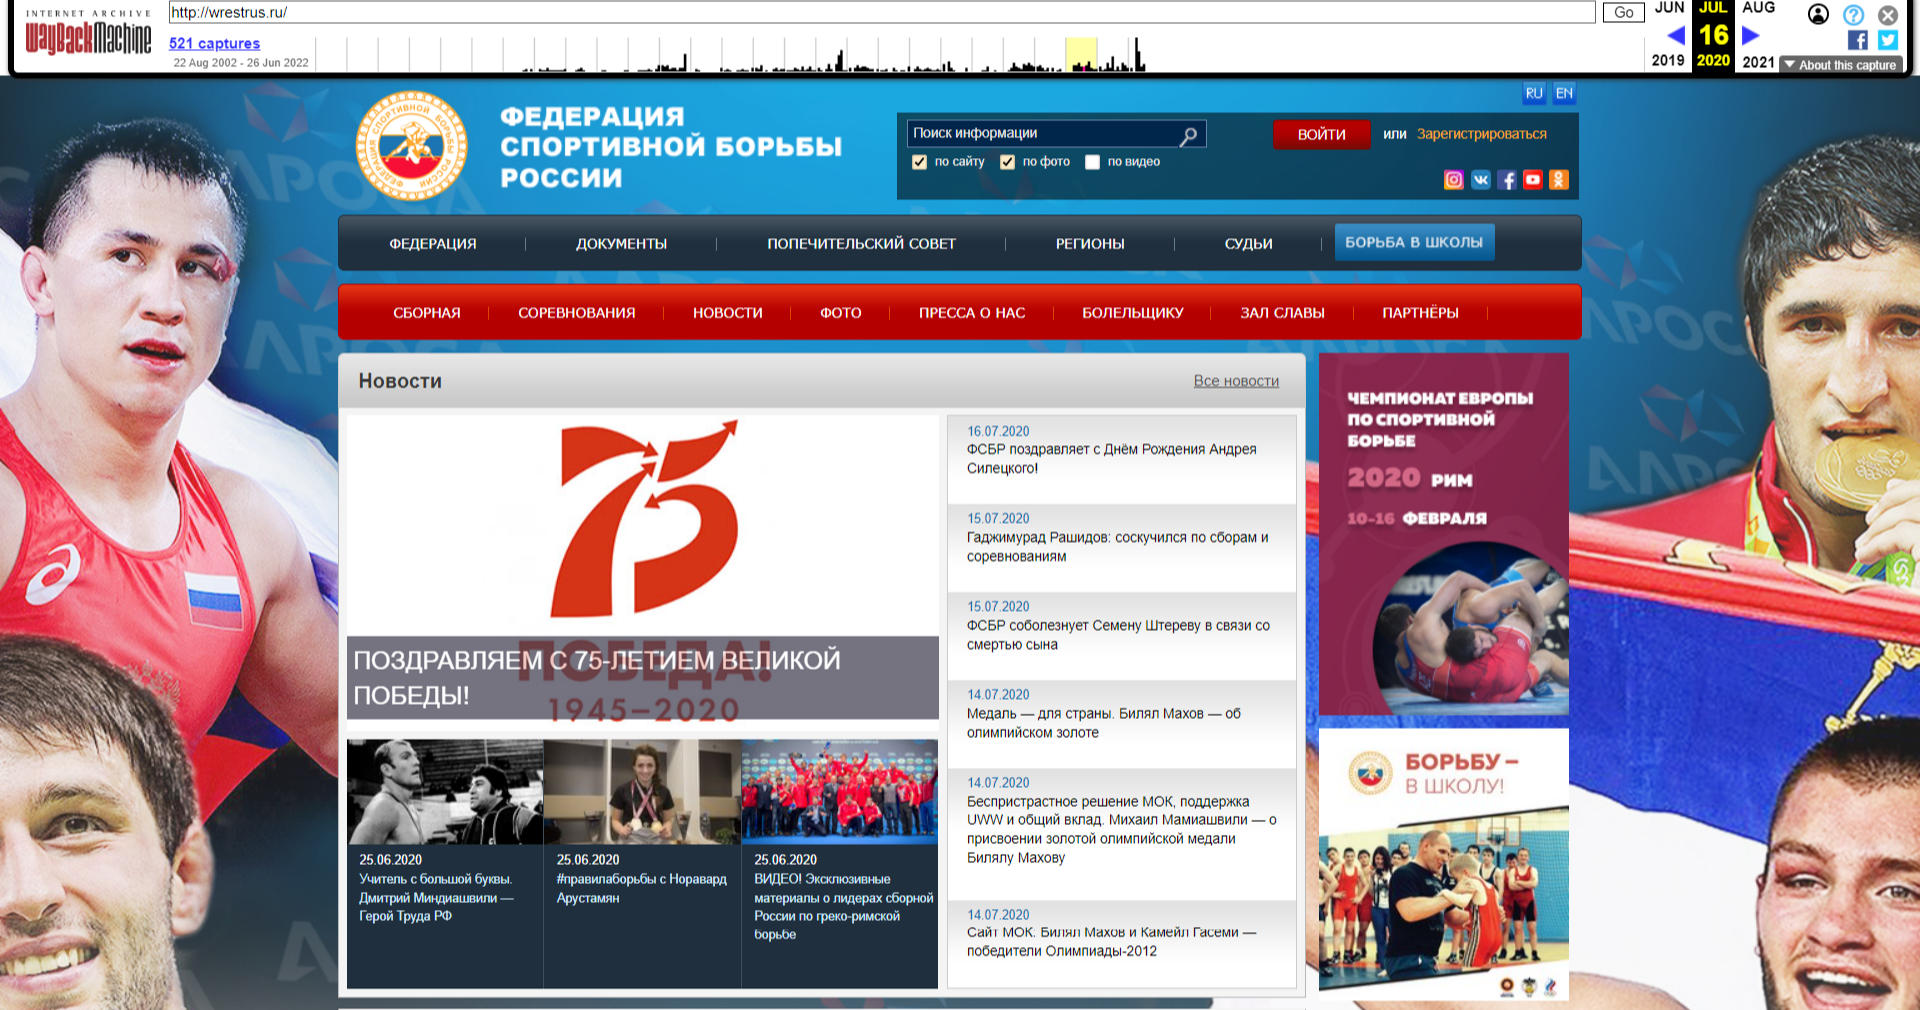 INTERNET ARCHIVE
WayBackMachine
http://wrestrus.ru/
Go
JUN
JUL
AUG
521 captures
16
22 Aug 2002 - 26 Jun 2022
2019
2020
2021
About this capture
RU
EN
ФЕДЕРАЦИЯ
СПОРТИВНОЙ БОРЬБЫ
РОССИИ
ФЕДЕРАЦИЯ СПОРТИВНОЙ БОРЬБЫ РОССИИ
Поиск информации
по сайту
по фото
по видео
ВОЙТИ
или
Зарегистрироваться
ФЕДЕРАЦИЯ
ДОКУМЕНТЫ
ПОПЕЧИТЕЛЬСКИЙ СОВЕТ
РЕГИОНЫ
СУДЬИ
БОРЬБА В ШКОЛЫ
СБОРНАЯ
СОРЕВНОВАНИЯ
НОВОСТИ
ФОТО
ПРЕССА О НАС
БОЛЕЛЬЩИКУ
ЗАЛ СЛАВЫ
ПАРТНЁРЫ
АЛРОСА
Новости
Все новости
75
ПОБЕДА!
1945–2020
ПОЗДРАВЛЯЕМ С 75-ЛЕТИЕМ ВЕЛИКОЙ
ПОБЕДЫ!
25.06.2020
Учитель с большой буквы.
Дмитрий Миндиашвили —
Герой Труда РФ
25.06.2020
#правилаборьбы с Норавард
Арустамян
25.06.2020
ВИДЕО! Эксклюзивные
материалы о лидерах сборной
России по греко-римской
борьбе
16.07.2020
ФСБР поздравляет с Днём Рождения Андрея
Силецкого!
15.07.2020
Гаджимурад Рашидов: соскучился по сборам и
соревнованиям
15.07.2020
ФСБР соболезнует Семену Штереву в связи со
смертью сына
14.07.2020
Медаль — для страны. Билял Махов — об
олимпийском золоте
14.07.2020
Беспристрастное решение МОК, поддержка
UWW и общий вклад. Михаил Мамиашвили — о
присвоении золотой олимпийской медали
Билялу Махову
14.07.2020
Сайт МОК. Билял Махов и Камейл Гасеми —
победители Олимпиады-2012
ЧЕМПИОНАТ ЕВРОПЫ
ПО СПОРТИВНОЙ
БОРЬБЕ
2020 РИМ
10-16 ФЕВРАЛЯ
БОРЬБУ –
В ШКОЛУ!